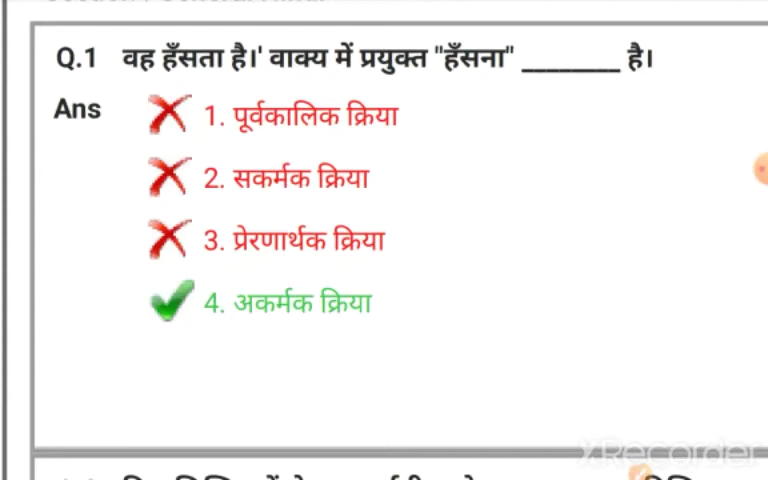 Q.1 वह हँसता है।' वाक्य में प्रयुक्त "हँसना" ________ है।
Ans
1. पूर्वकालिक क्रिया
2. सकर्मक क्रिया
3. प्रेरणार्थक क्रिया
4. अकर्मक क्रिया
XRecorder